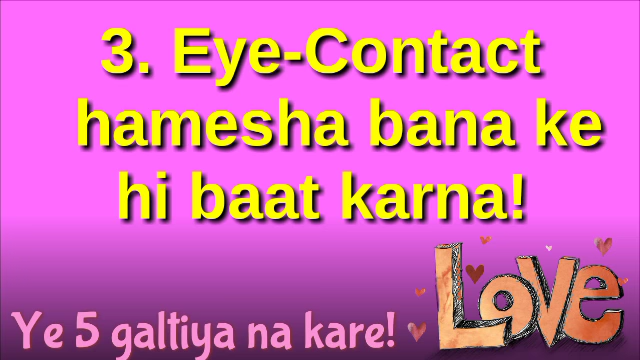 3. Eye-Contact
hamesha bana ke
hi baat karna!
Love
Ye 5 galtiya na kare!